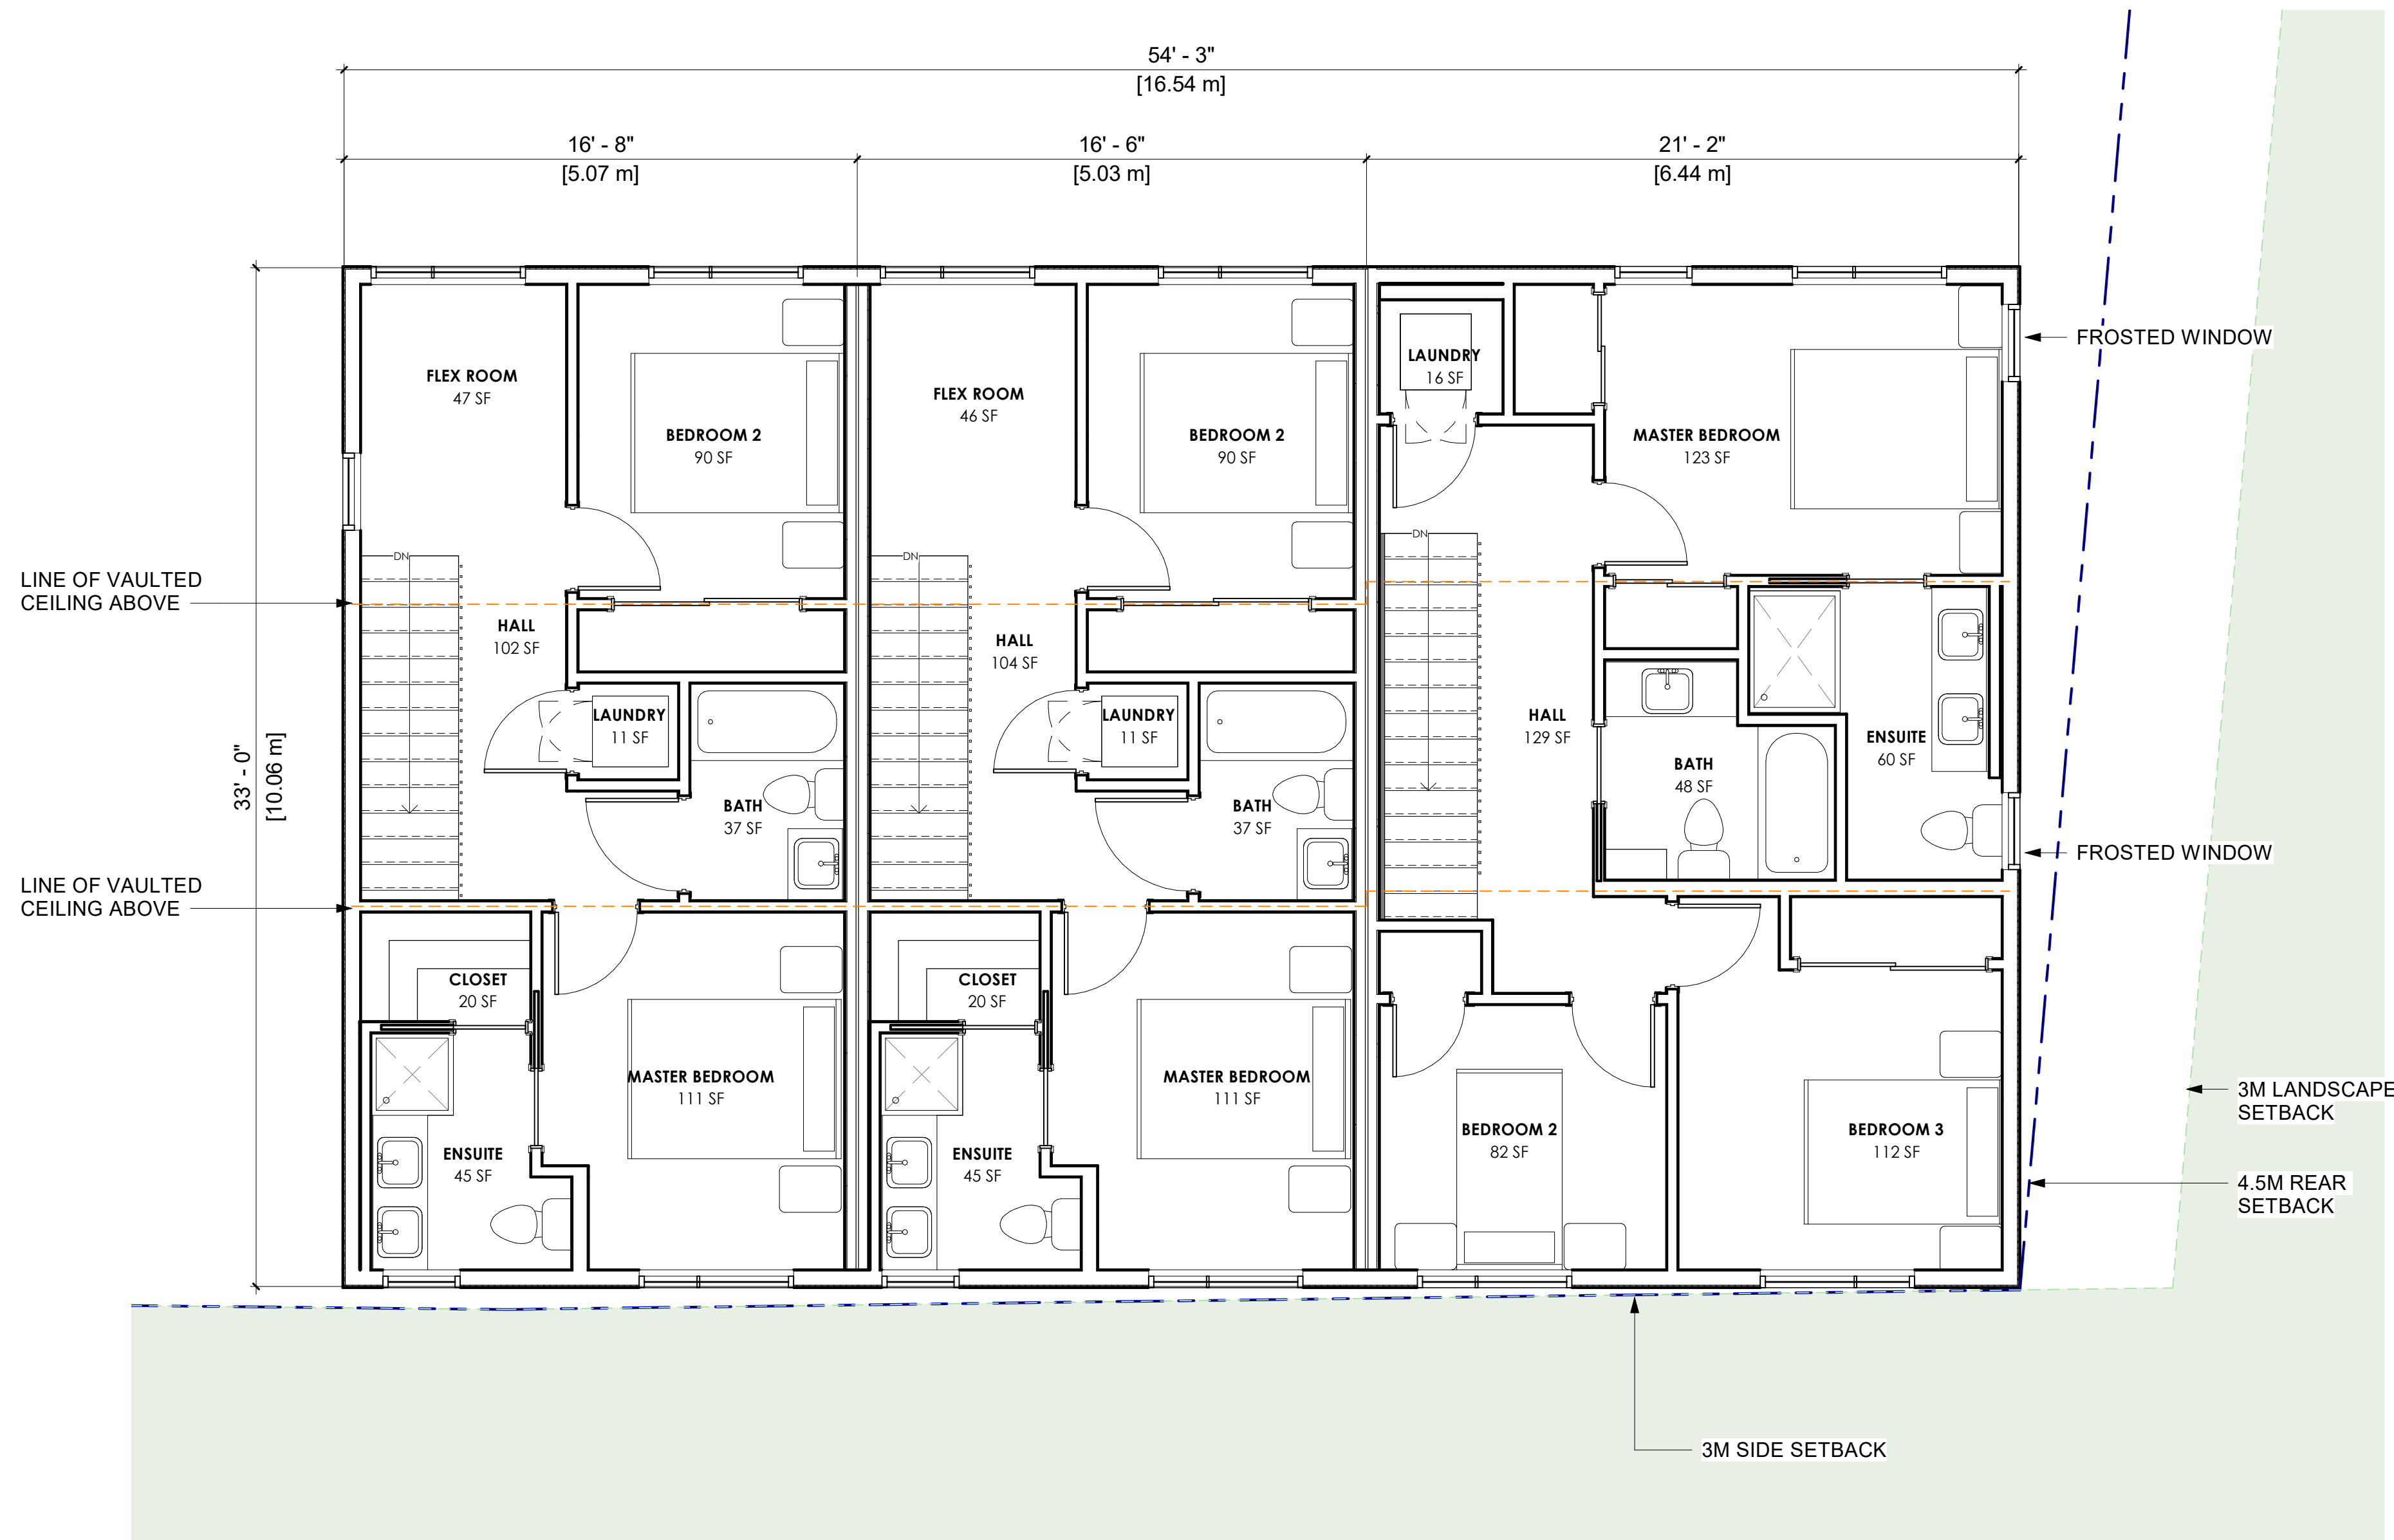 54' - 3"
[16.54 m]
16' - 8"
[5.07 m]
16' - 6"
[5.03 m]
21' - 2"
[6.44 m]
33' - 0"
[10.06 m]
FLEX ROOM
47 SF
BEDROOM 2
90 SF
FLEX ROOM
46 SF
BEDROOM 2
90 SF
LAUNDRY
16 SF
MASTER BEDROOM
123 SF
FROSTED WINDOW
DN
DN
DN
LINE OF VAULTED
CEILING ABOVE
HALL
102 SF
HALL
104 SF
LAUNDRY
11 SF
LAUNDRY
11 SF
HALL
129 SF
BATH
37 SF
BATH
37 SF
BATH
48 SF
ENSUITE
60 SF
FROSTED WINDOW
LINE OF VAULTED
CEILING ABOVE
CLOSET
20 SF
CLOSET
20 SF
MASTER BEDROOM
111 SF
MASTER BEDROOM
111 SF
ENSUITE
45 SF
ENSUITE
45 SF
BEDROOM 2
82 SF
BEDROOM 3
112 SF
3M LANDSCAPE
SETBACK
4.5M REAR
SETBACK
3M SIDE SETBACK